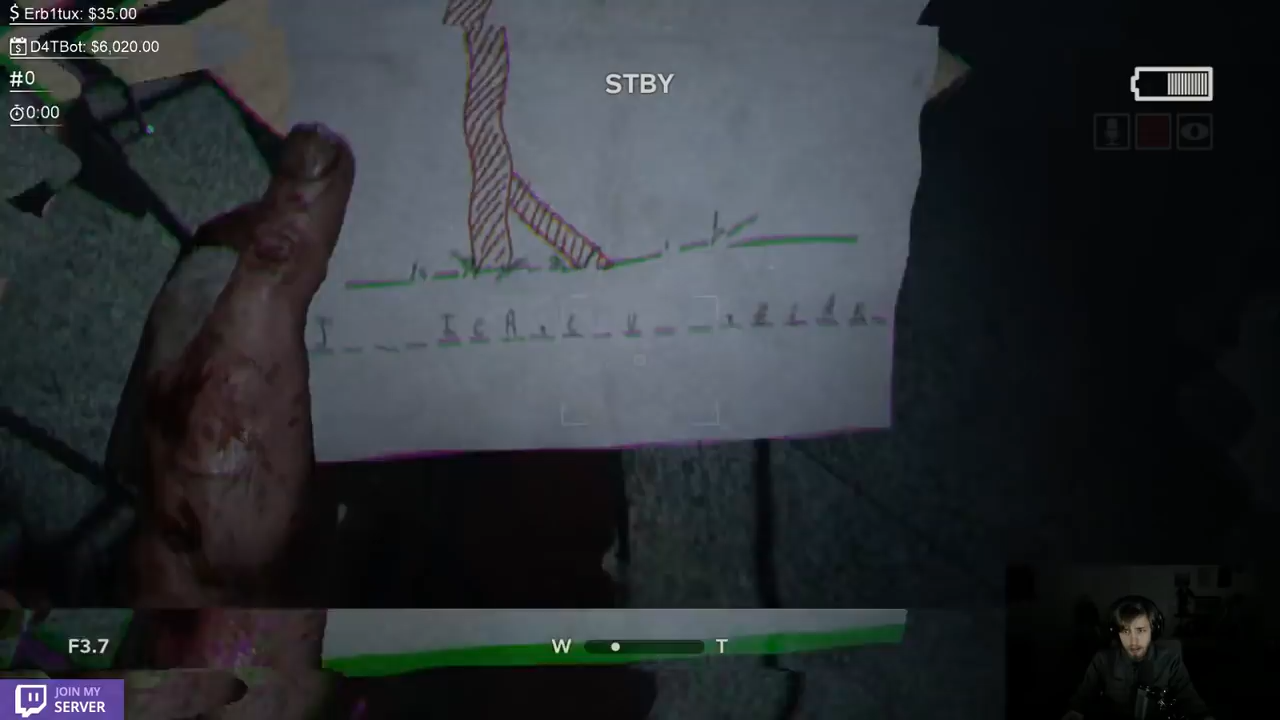 $ Erb1tux: $35.00
D4TBot: $6,020.00
#0
0:00
STBY
F3.7
W T
JOIN MY
SERVER